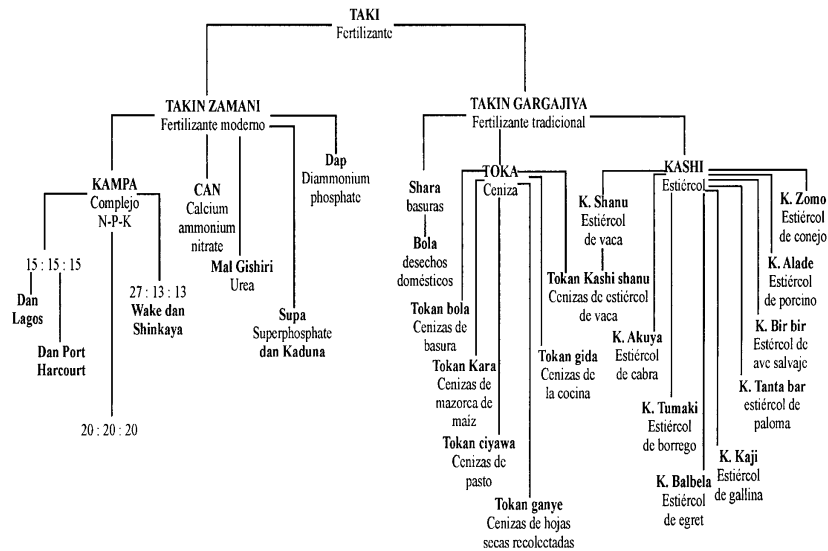 TAKI
Fertilizante
TAKIN ZAMANI
Fertilizante moderno
TAKIN GARGAJIYA
Fertilizante tradicional
KAMPA
Complejo
N-P-K
15 : 15 : 15
Dan
Lagos
Dan Port
Harcourt
27 : 13 : 13
Wake dan
Shinkaya
20 : 20 : 20
CAN
Calcium
ammonium
nitrate
Mal Gishiri
Urea
Supa
Superphosphate
dan Kaduna
Dap
Diammonium
phosphate
Shara
basuras
Bola
desechos
domésticos
TOKA
Ceniza
Tokan bola
Cenizas de
basura
Tokan Kara
Cenizas de
mazorca de
maíz
Tokan ciyawa
Cenizas de
pasto
Tokan ganye
Cenizas de hojas
secas recolectadas
Tokan gida
Cenizas de
la cocina
Tokan Kashi shanu
Cenizas de estiércol
de vaca
KASHI
Estiércol
K. Shanu
Estiércol
de vaca
K. Akuya
Estiércol
de cabra
K. Tumaki
Estiércol
de borrego
K. Balbela
Estiércol
de egret
K. Kaji
Estiércol
de gallina
K. Tanta bar
estiércol de
paloma
K. Bir bir
Estiércol de
ave salvaje
K. Alade
Estiércol
de porcino
K. Zomo
Estiércol
de conejo